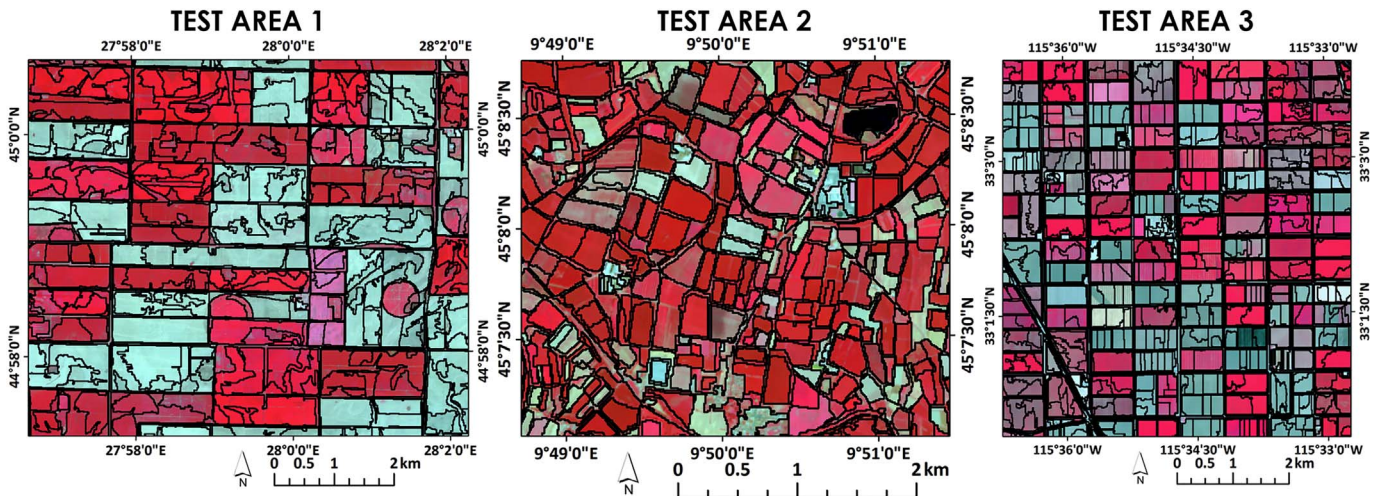 TEST AREA 1
27°58'0"E 28°0'0"E 28°2'0"E
45°0'0"N
44°58'0"N
45°0'0"N
44°58'0"N
27°58'0"E 28°0'0"E 28°2'0"E
N
0 0.5 1 2 km
TEST AREA 2
9°49'0"E 9°50'0"E 9°51'0"E
45°8'30"N
45°8'0"N
45°7'30"N
45°8'30"N
45°8'0"N
45°7'30"N
9°49'0"E 9°50'0"E 9°51'0"E
N
0 0.5 1 2 km
TEST AREA 3
115°36'0"W 115°34'30"W 115°33'0"W
33°3'0"N
33°1'30"N
33°3'0"N
33°1'30"N
115°36'0"W 115°34'30"W 115°33'0"W
N
0 0.5 1 2 km